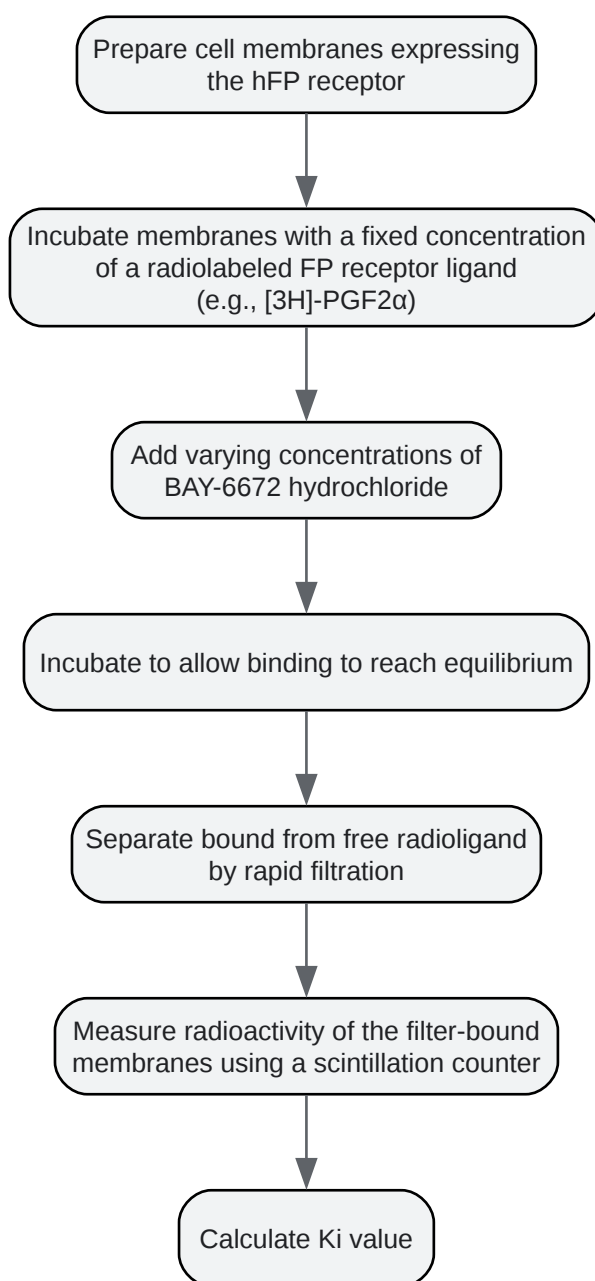 Prepare cell membranes expressing
the hFP receptor
Incubate membranes with a fixed concentration
of a radiolabeled FP receptor ligand
(e.g., [3H]-PGF2α)
Add varying concentrations of
BAY-6672 hydrochloride
Incubate to allow binding to reach equilibrium
Separate bound from free radioligand
by rapid filtration
Measure radioactivity of the filter-bound
membranes using a scintillation counter
Calculate Ki value